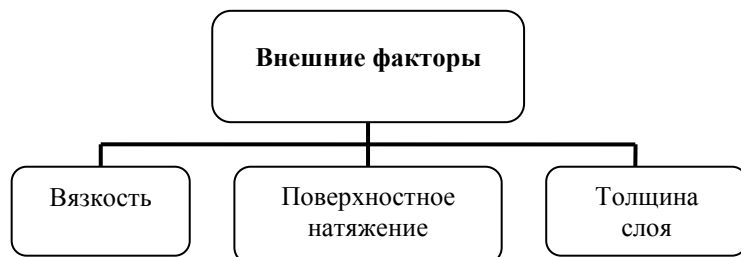 Внешние факторы
Вязкость
Поверхностное
натяжение
Толщина
слоя